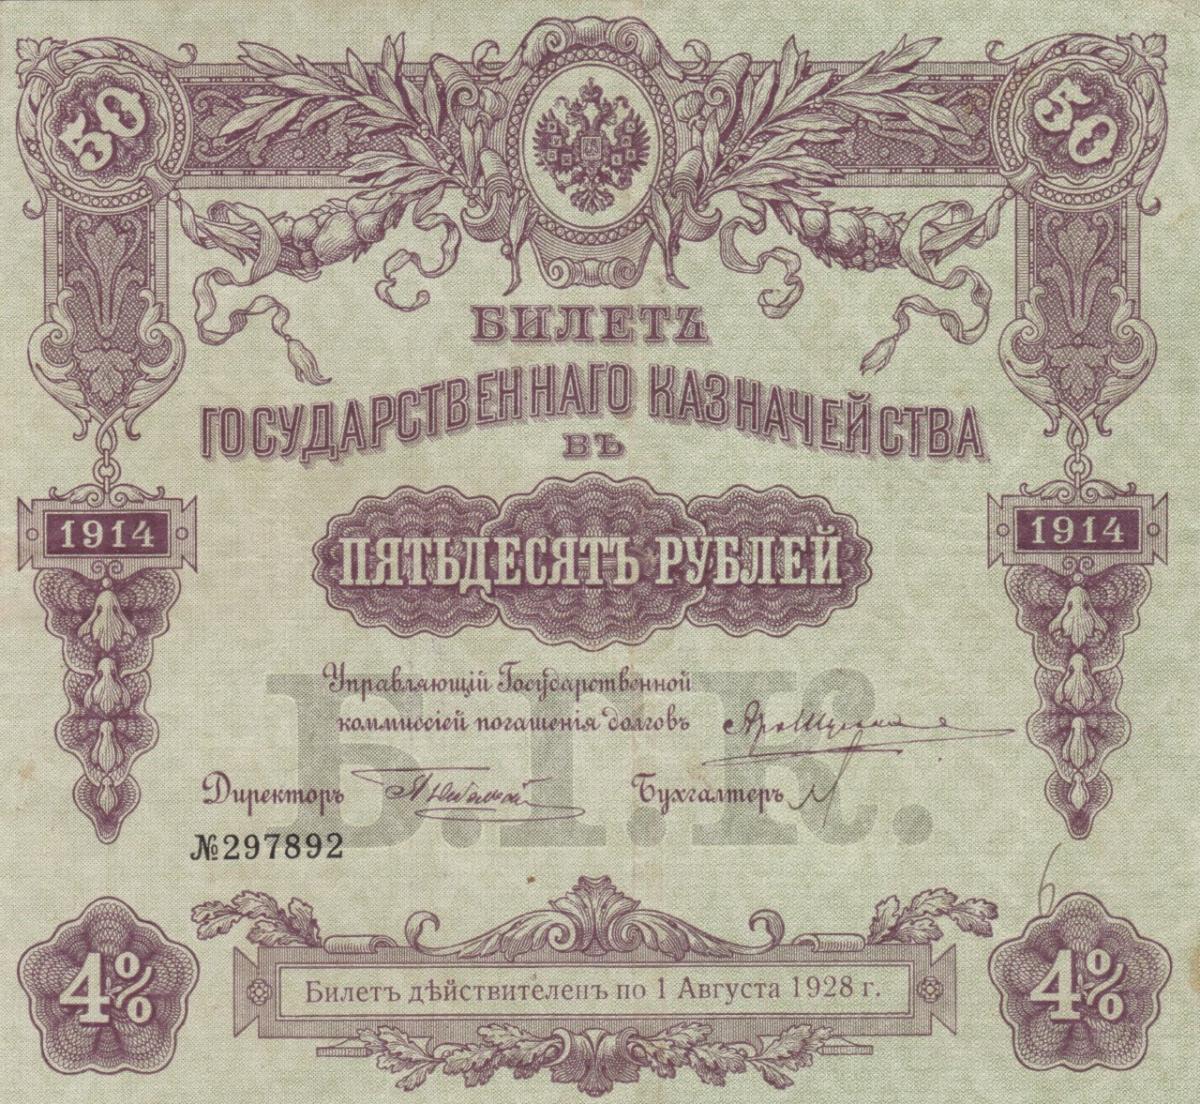 50 50
БИЛЕТЪ
ГОСУДАРСТВЕННАГО КАЗНАЧЕЙСТВА
ВЪ
1914 1914
ПЯТЬДЕСЯТЪ РУБЛЕЙ
Управляющій Государственной
коммиссіей погашенія долговъ
Б.Г.К.
Директоръ Бухгалтеръ
№297892
6
4% 4%
Билетъ дѣйствителенъ по 1 Августа 1928 г.